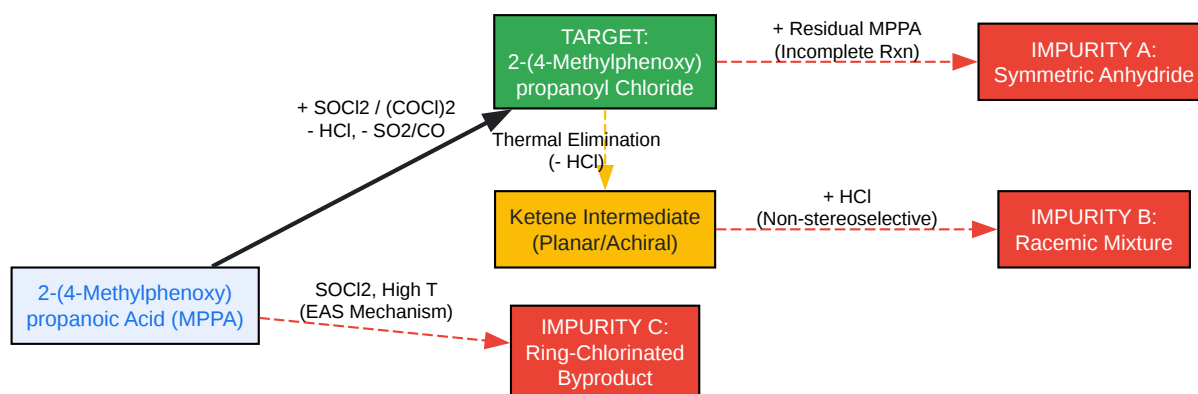 TARGET:
2-(4-Methylphenoxy)
propanoyl Chloride
+ Residual MPPA
(Incomplete Rxn)
IMPURITY A:
Symmetric Anhydride
+ SOCl2 / (COCl)2
- HCl, - SO2/CO
Thermal Elimination
(- HCl)
Ketene Intermediate
(Planar/Achiral)
+ HCl
(Non-stereoselective)
IMPURITY B:
Racemic Mixture
2-(4-Methylphenoxy)
propanoic Acid (MPPA)
SOCl2, High T
(EAS Mechanism)
IMPURITY C:
Ring-Chlorinated
Byproduct